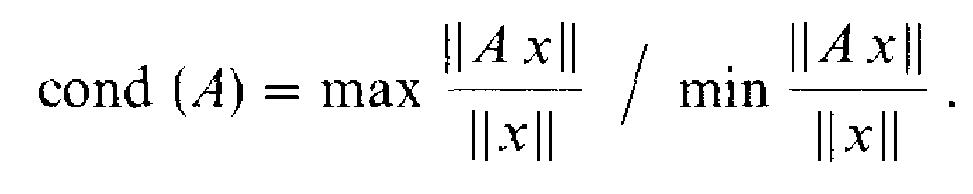 cond (A) = max ||A x|| / ||x|| / min ||A x|| / ||x|| .